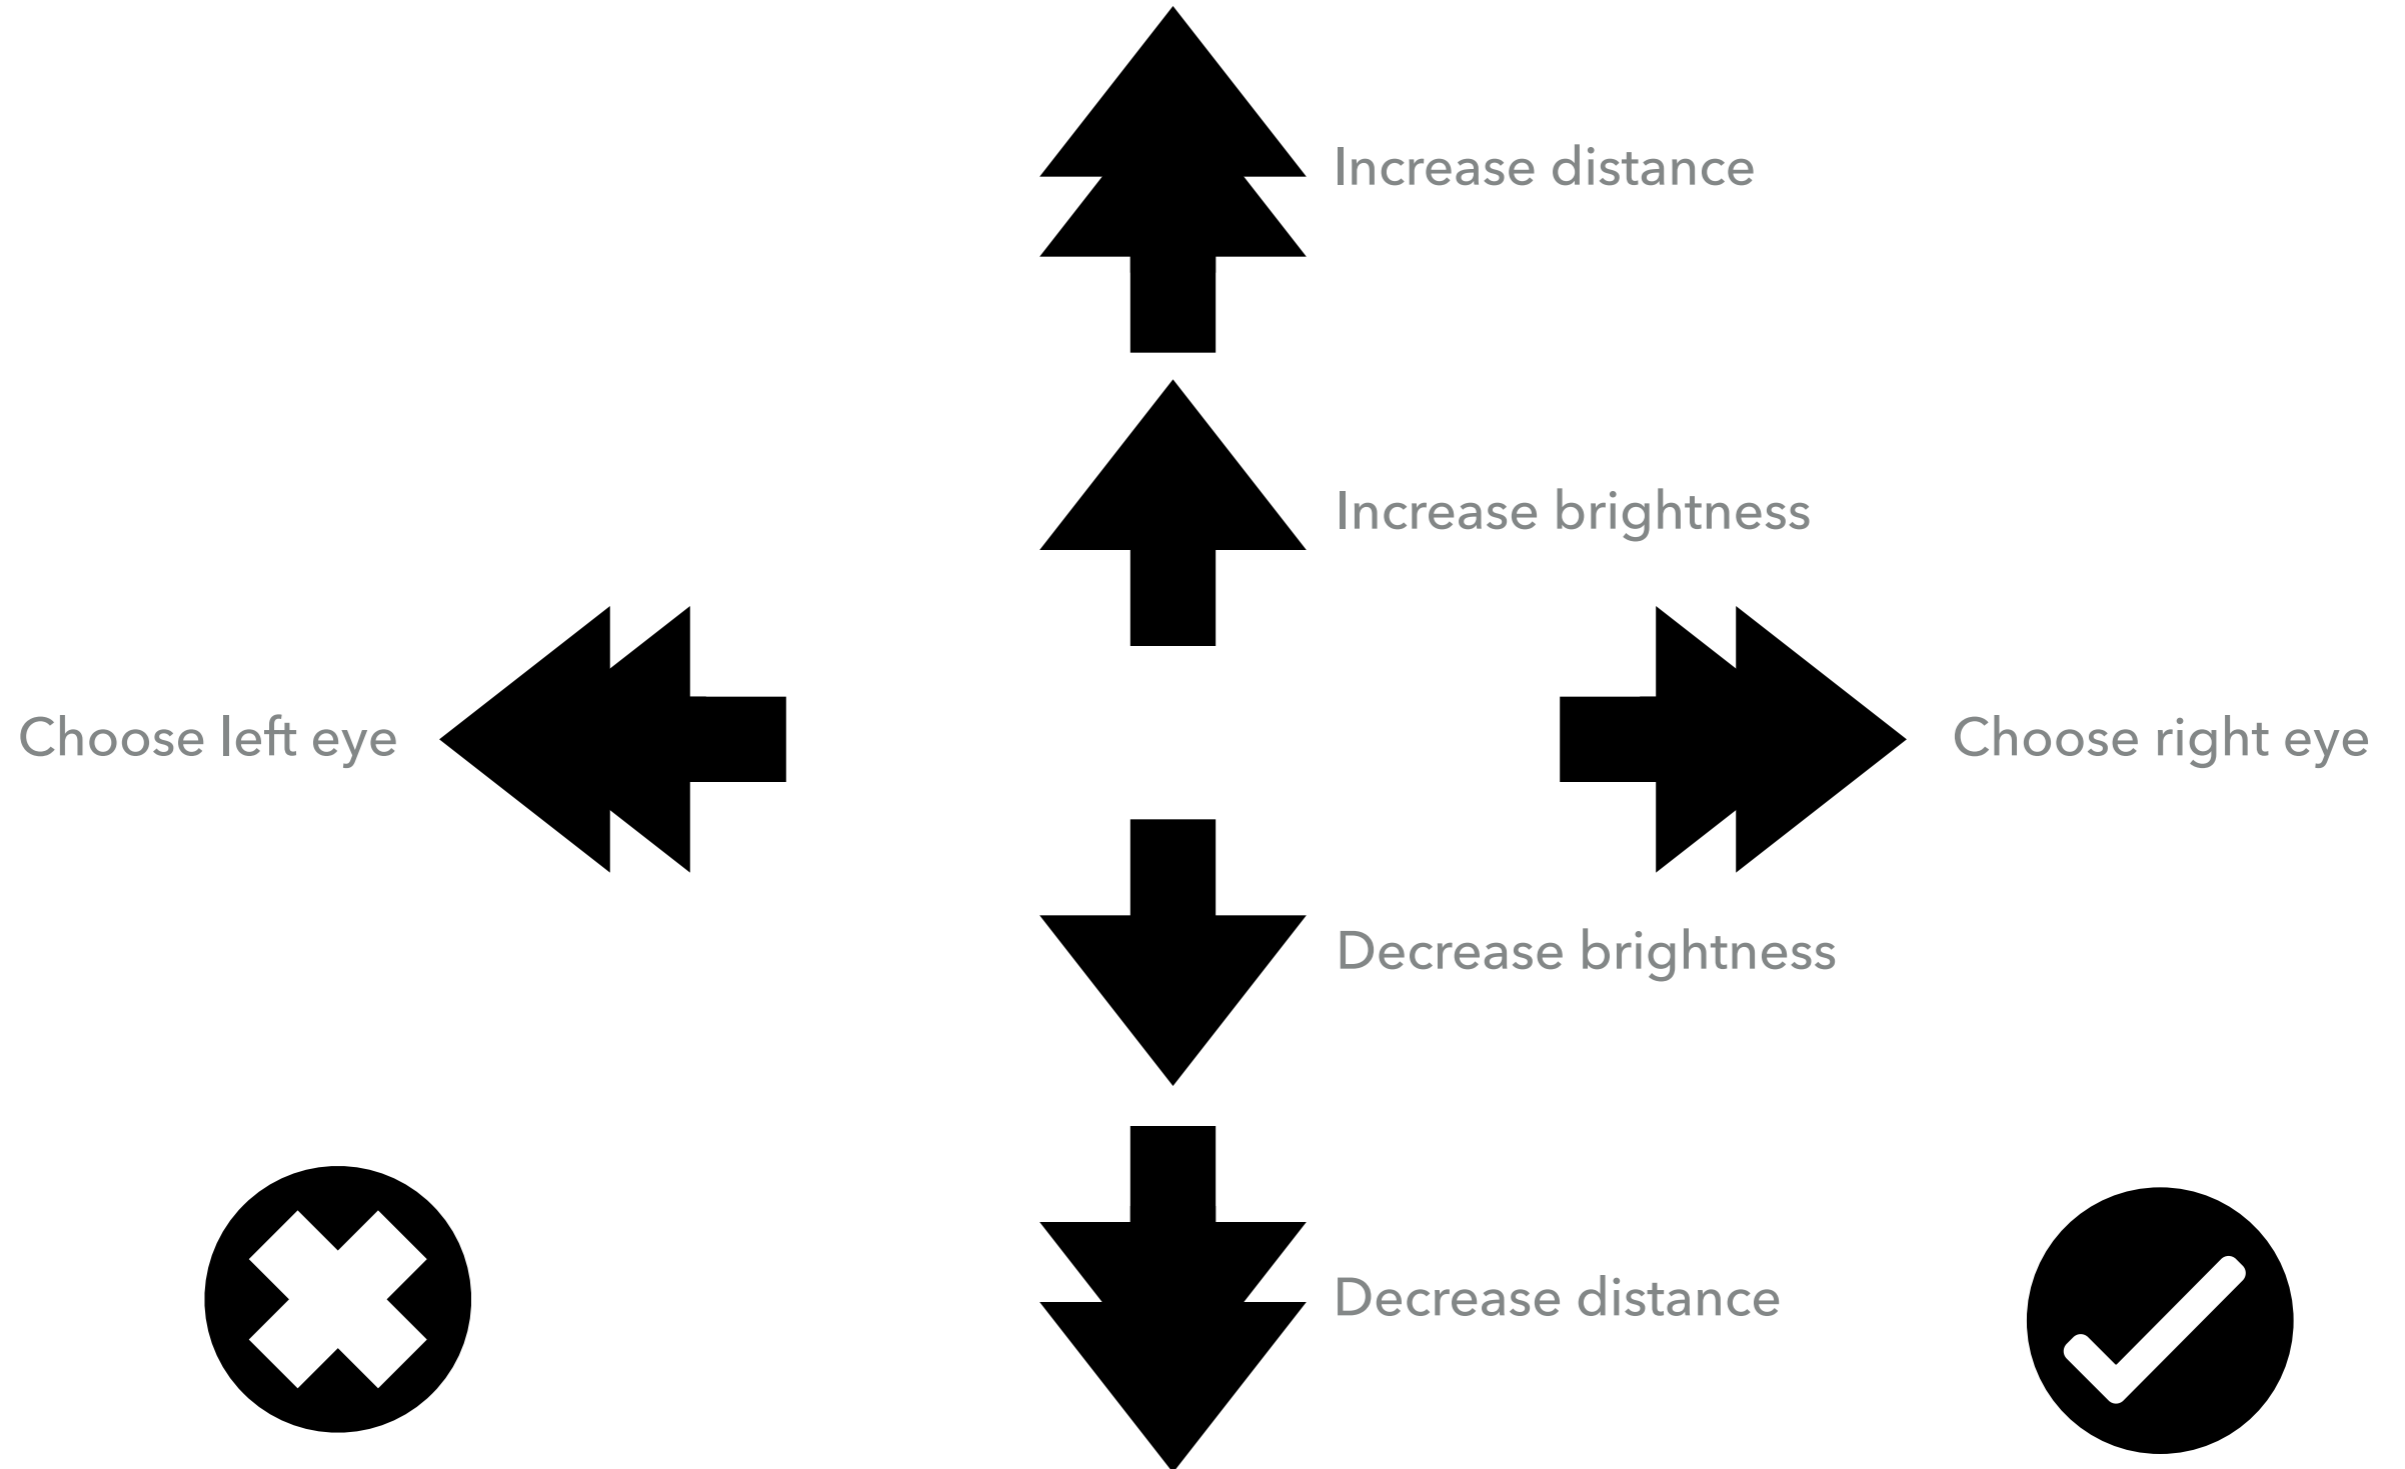 Increase distance
Increase brightness
Choose left eye
Choose right eye
Decrease brightness
Decrease distance